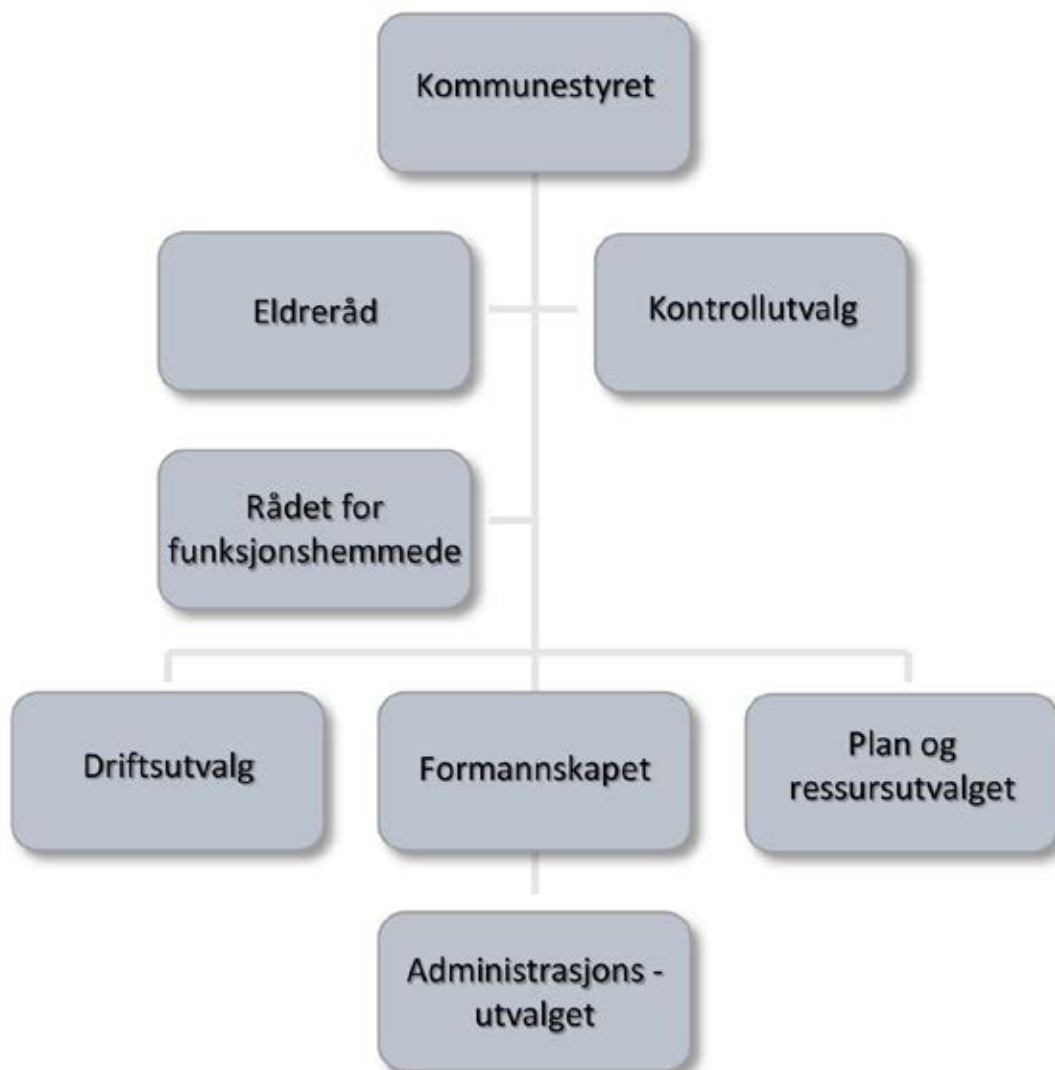 Kommunestyret
Eldreråd
Kontrollutvalg
Rådet for
funksjonshemmede
Driftsutvalg
Formannskapet
Plan og
ressursutvalget
Administrasjons -
utvalget